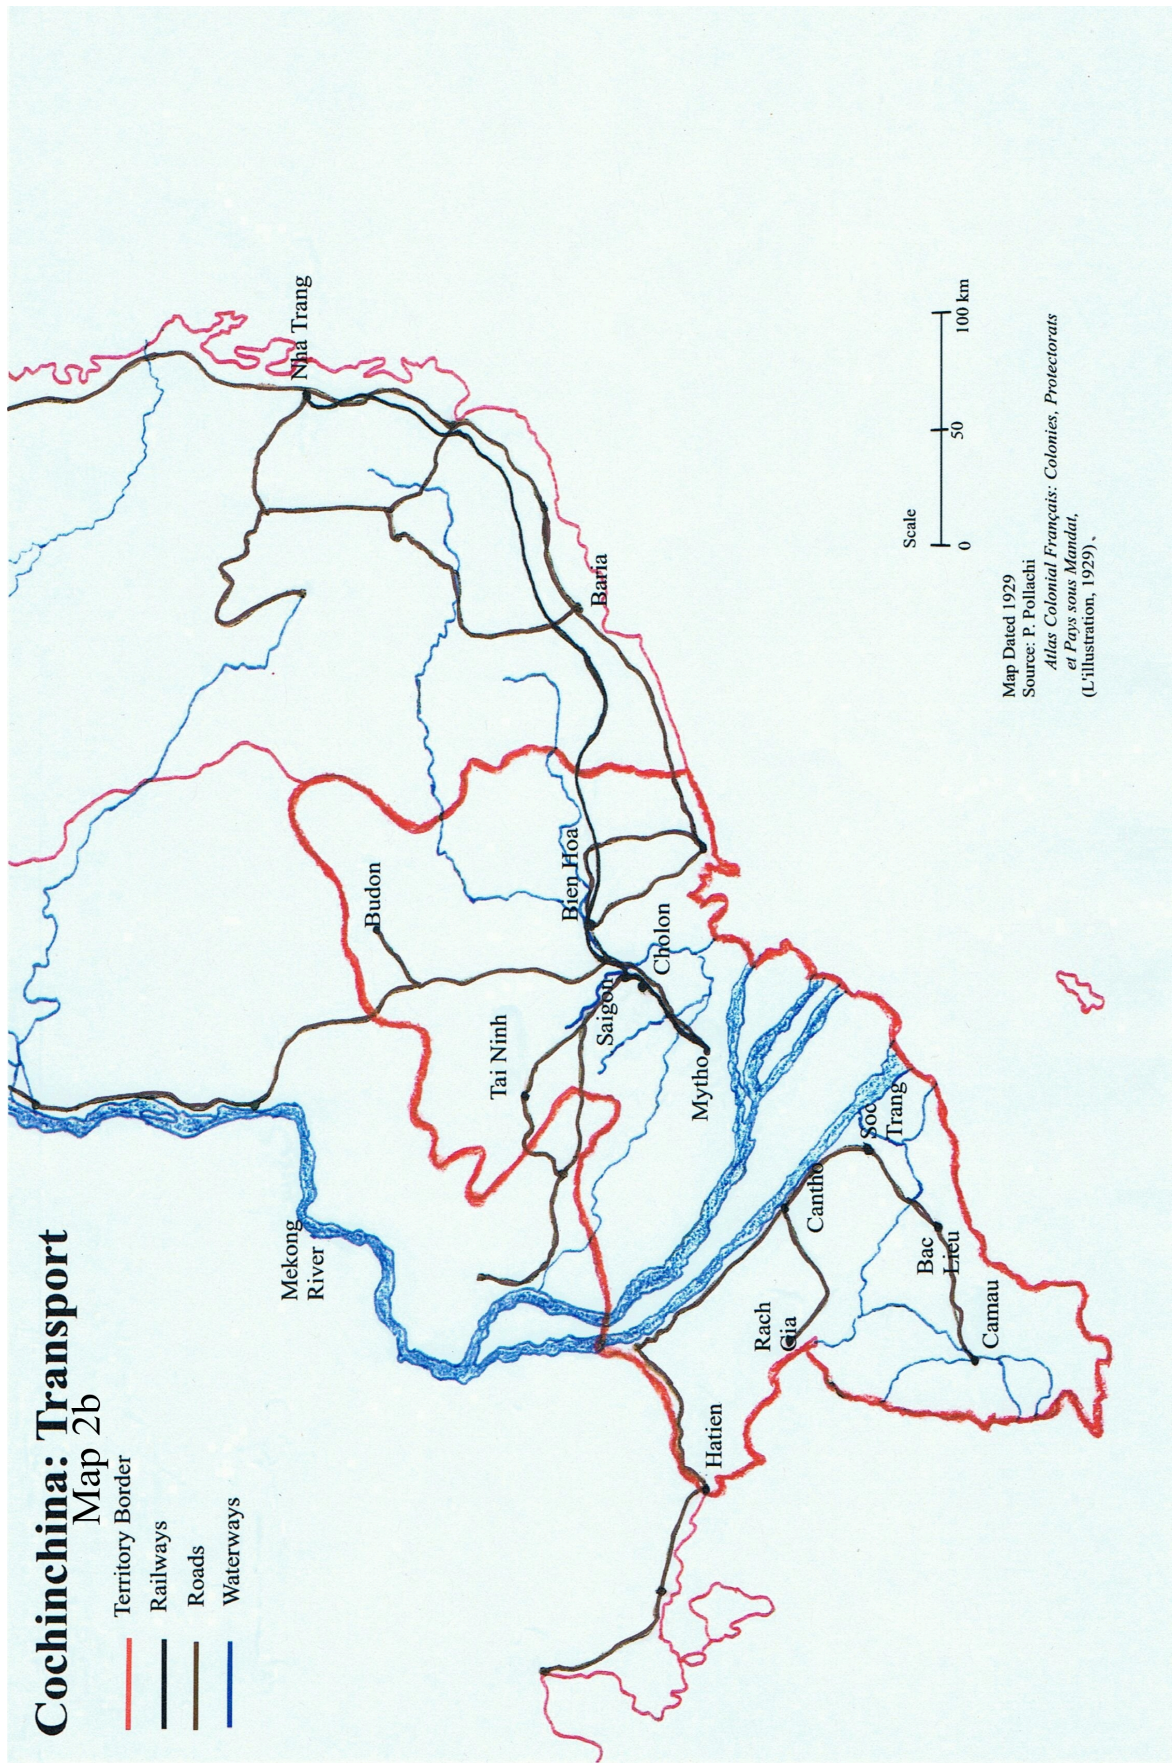 Cochinchina: Transport
Map 2b
Territory Border
Railways
Roads
Waterways
Mekong
River
Nha Trang
Budon
Baria
Bien Hoa
Tai Ninh
Saigon
Cholon
Mytho
Soc
Trang
Cantho
Bac
Lieu
Rach
Gia
Camau
Hatien
Scale
0
50
100 km
Map Dated 1929
Source: P. Pollachi
Atlas Colonial Français: Colonies, Protectorats
et Pays sous Mandat,
(L'illustration, 1929)、